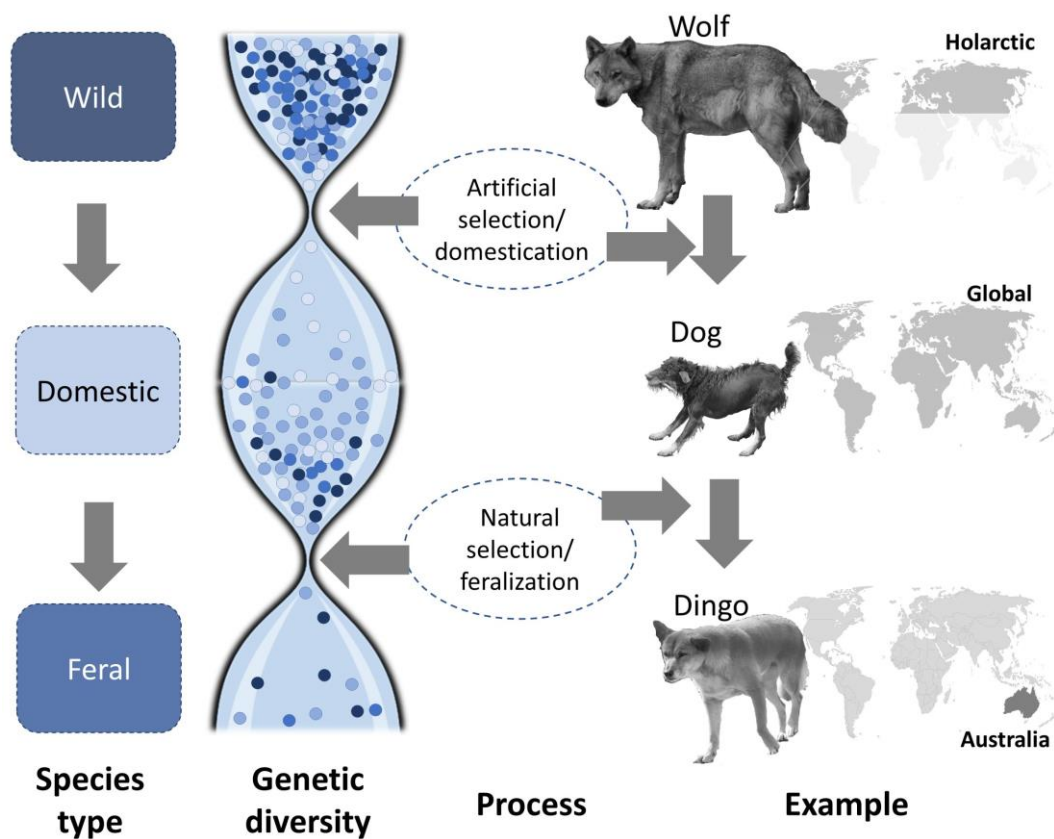 Wolf
Holarctic
Wild
Artificial
selection/
domestication
Global
Dog
Domestic
Natural
selection/
feralization
Dingo
Feral
Australia
Species
type
Genetic
diversity
Process
Example